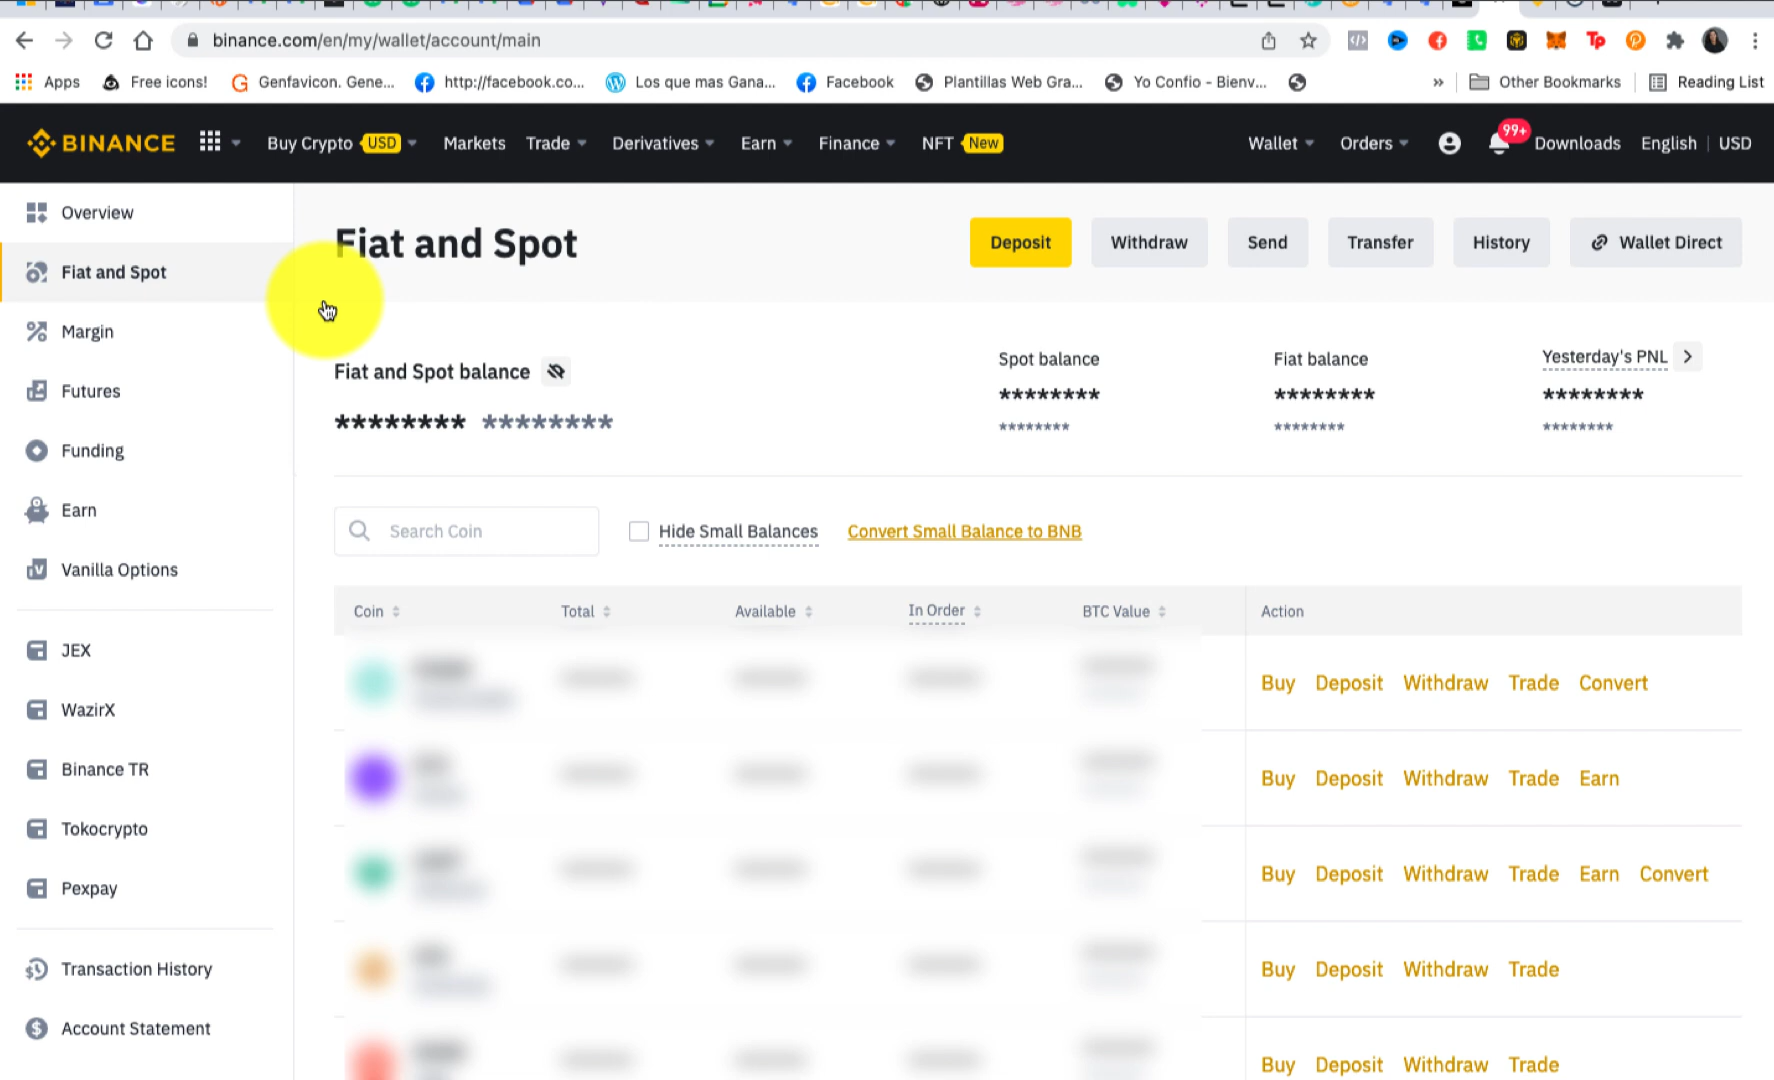 binance.com/en/my/wallet/account/main
Apps Free icons! Genfavicon. Gene... http://facebook.co... Los que mas Gana... Facebook Plantillas Web Gra... Yo Confio - Bienv... » Other Bookmarks Reading List
BINANCE Buy Crypto USD Markets Trade Derivatives Earn Finance NFT New Wallet Orders 99+ Downloads English | USD
Overview
Fiat and Spot
Margin
Futures
Funding
Earn
Vanilla Options
JEX
WazirX
Binance TR
Tokocrypto
Pexpay
Transaction History
Account Statement
Fiat and Spot
Deposit Withdraw Send Transfer History Wallet Direct
Fiat and Spot balance
******** ********
Spot balance
********
********
Fiat balance
********
********
Yesterday's PNL
********
********
Search Coin Hide Small Balances Convert Small Balance to BNB
Coin Total Available In Order BTC Value Action
Buy Deposit Withdraw Trade Convert
Buy Deposit Withdraw Trade Earn
Buy Deposit Withdraw Trade Earn Convert
Buy Deposit Withdraw Trade
Buy Deposit Withdraw Trade